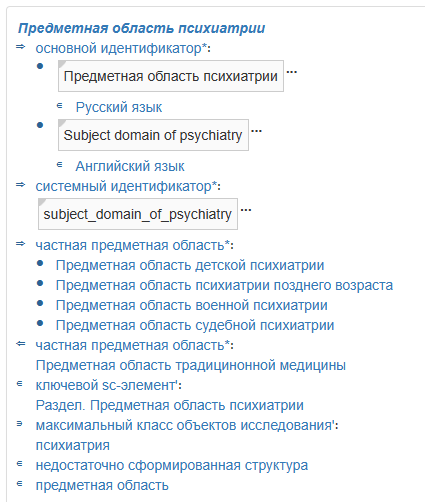 Предметная область психиатрии
⇒ основной идентификатор*:
• Предметная область психиатрии ...
∈ Русский язык
• Subject domain of psychiatry ...
∈ Английский язык
⇒ системный идентификатор*:
subject_domain_of_psychiatry ...
⇒ частная предметная область*:
• Предметная область детской психиатрии
• Предметная область психиатрии позднего возраста
• Предметная область военной психиатрии
• Предметная область судебной психиатрии
⇐ частная предметная область*:
Предметная область традицинонной медицины
∈ ключевой sc-элемент':
Раздел. Предметная область психиатрии
∋ максимальный класс объектов исследования':
психиатрия
∈ недостаточно сформированная структура
∈ предметная область